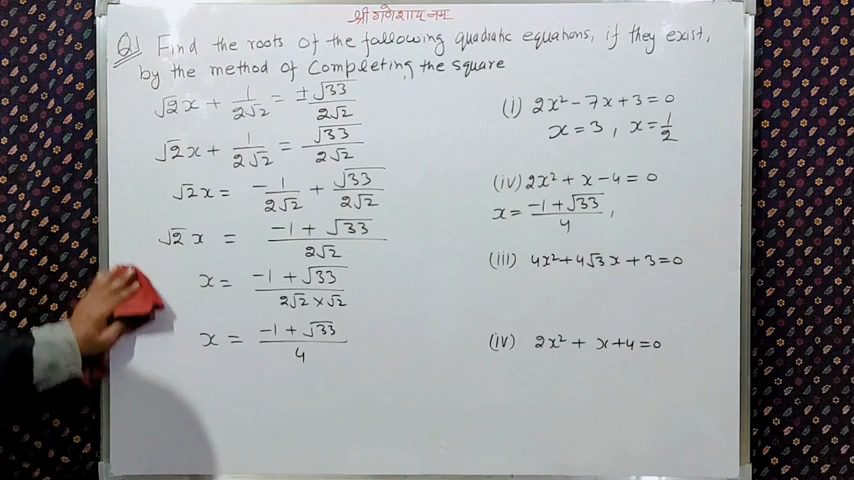 श्री गणेशाय नमः
Q1 Find the roots of the following quadratic equations, if they exist,
by the method of Completing the square
√2x + 1/2√2 = ±√33/2√2
√2x + 1/2√2 = √33/2√2
√2x = -1/2√2 + √33/2√2
√2 x = -1 + √33/2√2
x = -1 + √33/2√2 × √2
x = -1 + √33/4
(i) 2x² - 7x + 3 = 0
x = 3 , x = 1/2
(iv) 2x² + x - 4 = 0
x = -1 + √33/4 ,
(iii) 4x² + 4√3x + 3 = 0
(iv) 2x² + x + 4 = 0